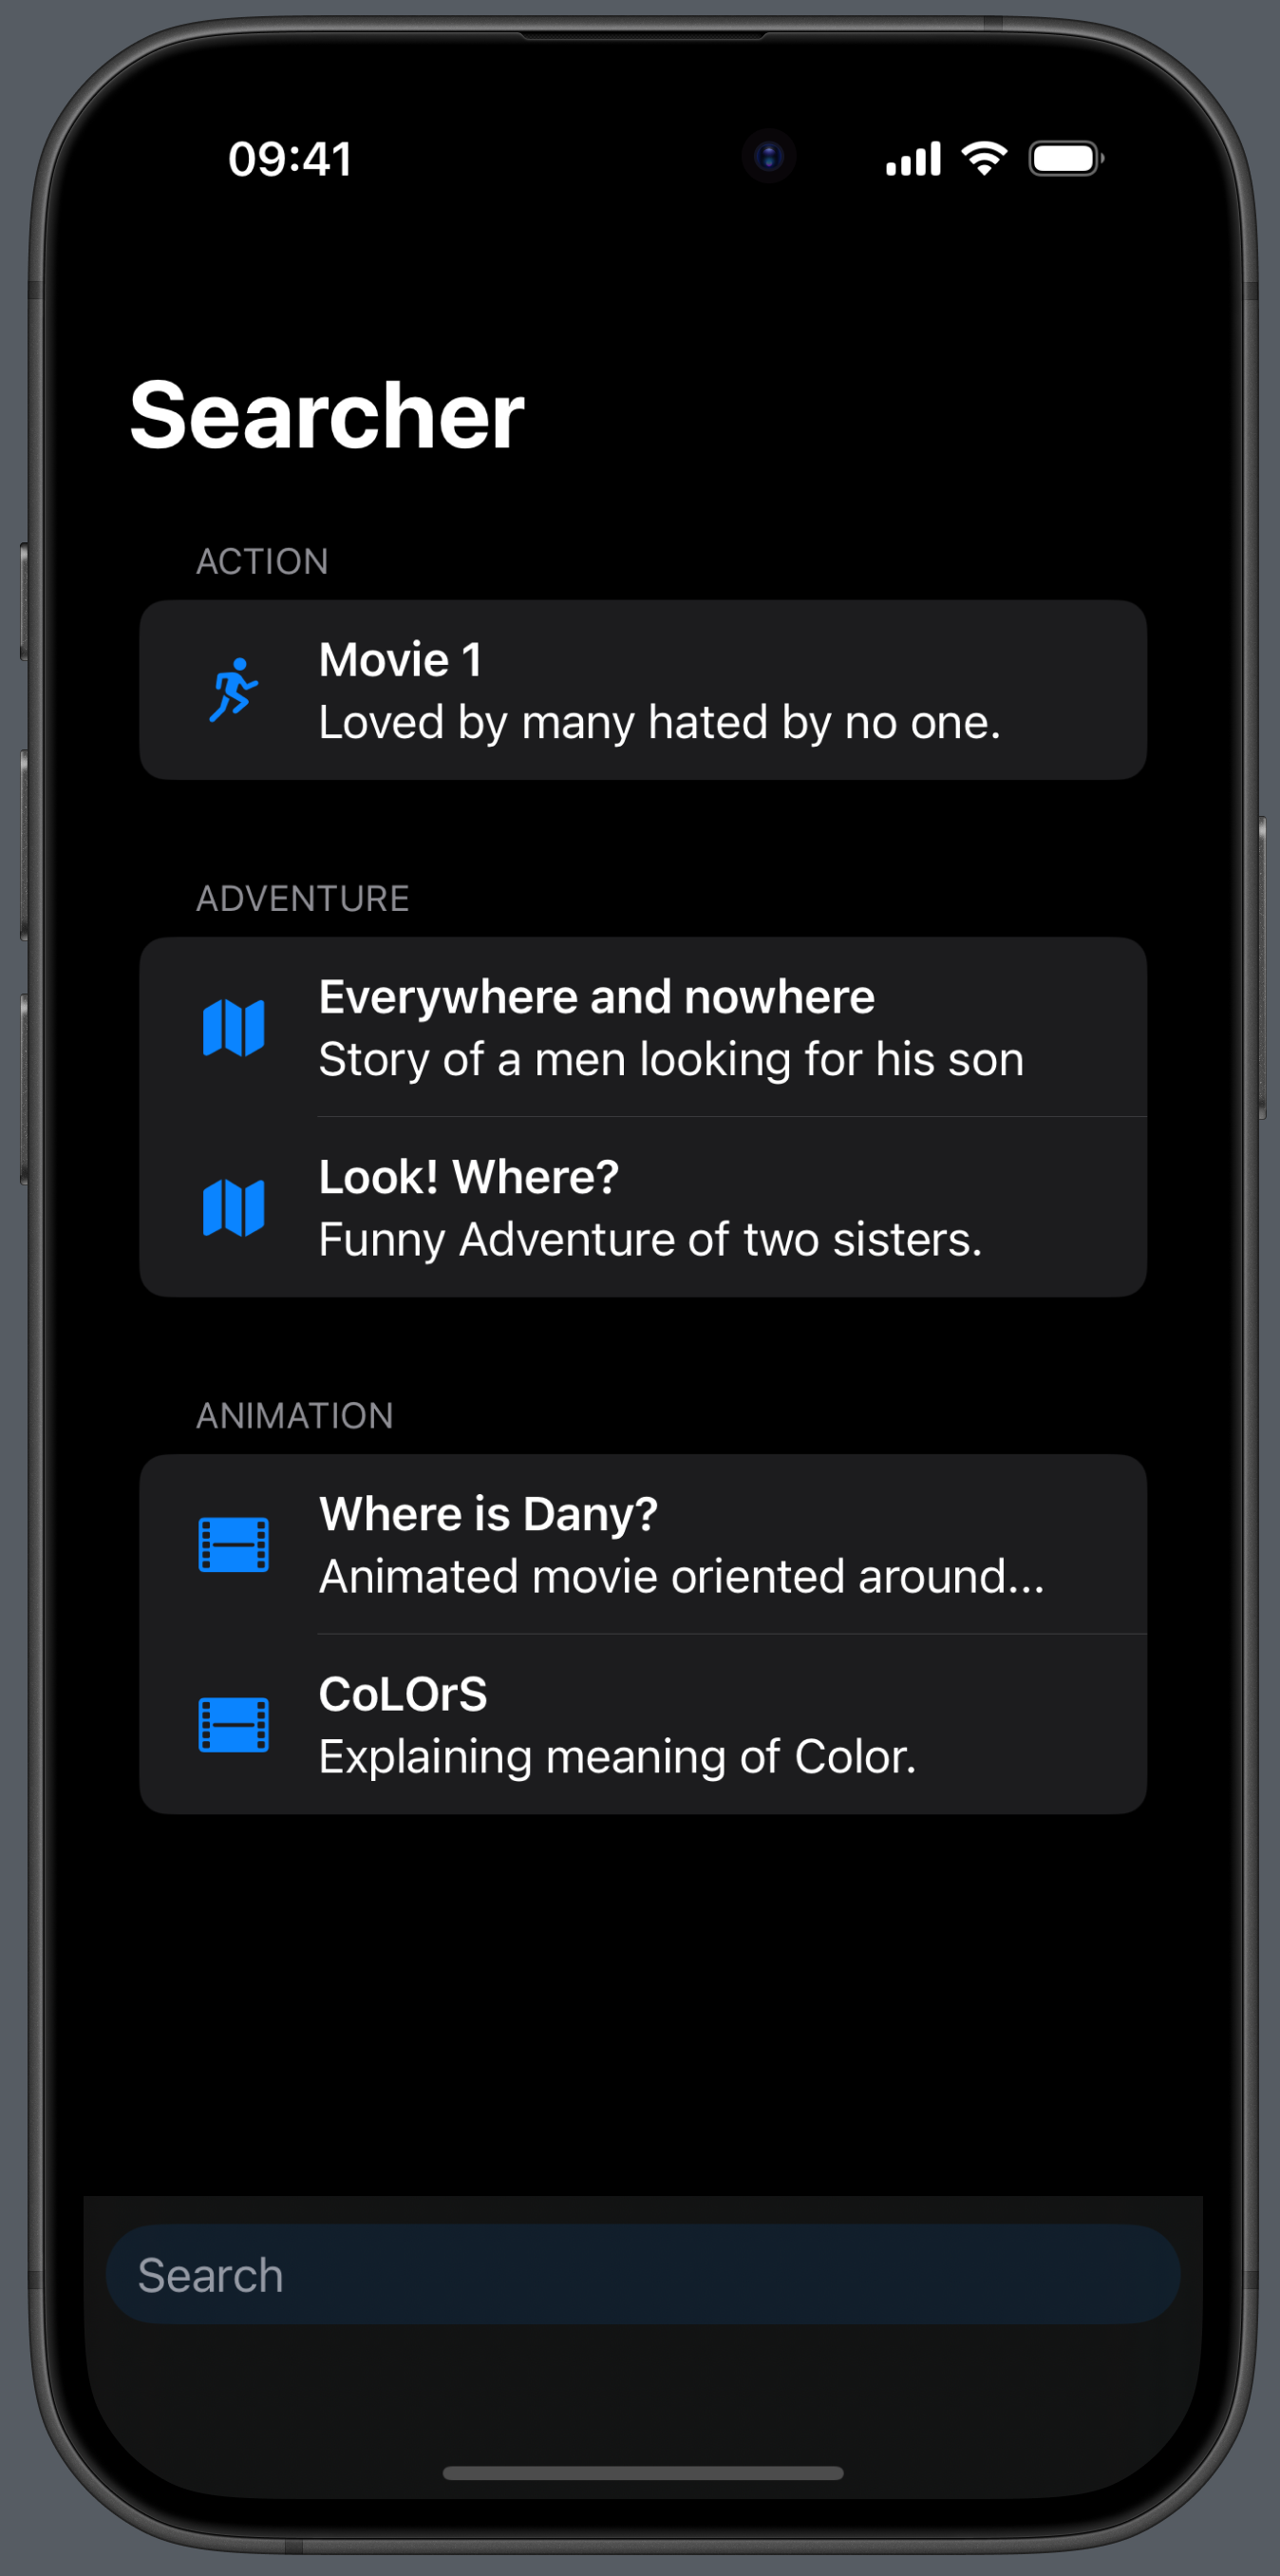 09:41
Searcher
ACTION
Movie 1
Loved by many hated by no one.
ADVENTURE
Everywhere and nowhere
Story of a men looking for his son
Look! Where?
Funny Adventure of two sisters.
ANIMATION
Where is Dany?
Animated movie oriented around...
CoLOrS
Explaining meaning of Color.
Search